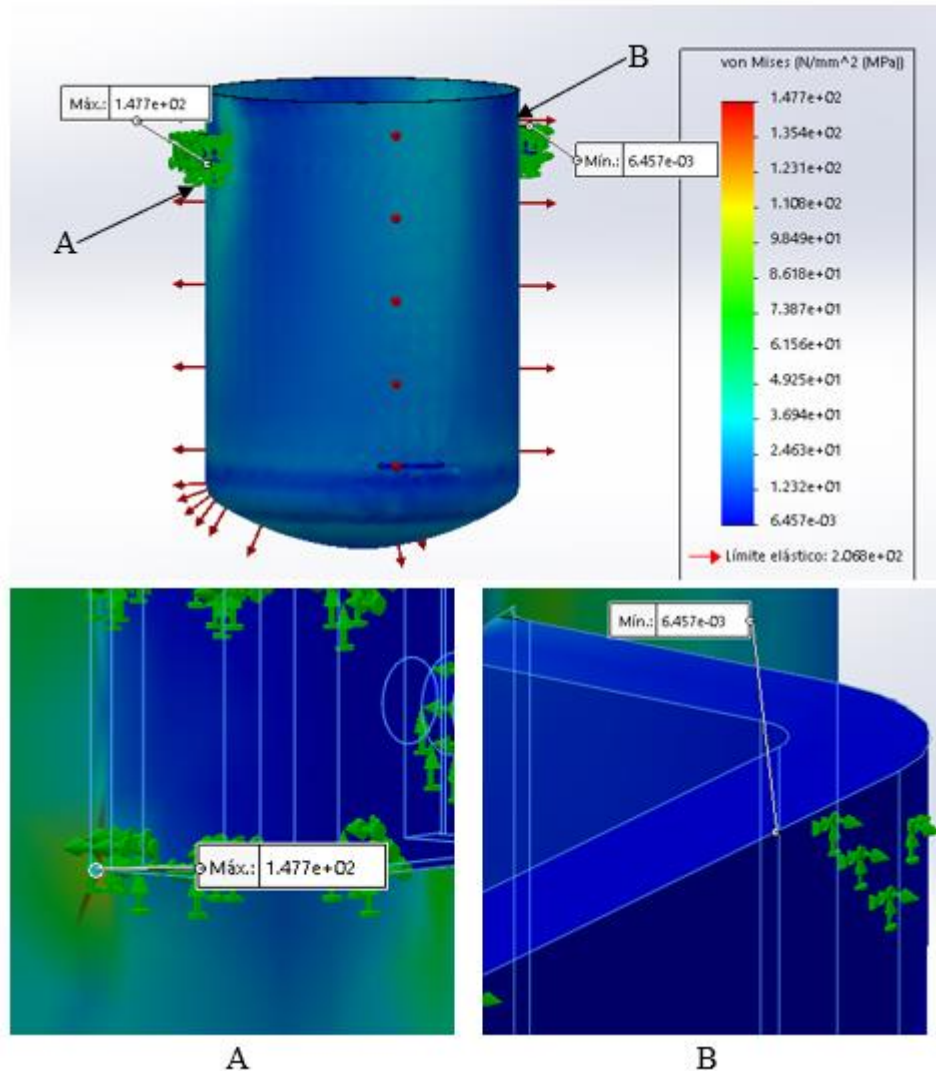 B
von Mises (N/mm^2 (MPa))
Máx.: 1.477e+02
1.477e+02
1.354e+02
Mín.: 6.457e-03
1.231e+02
1.108e+02
9.849e+01
A
8.618e+01
7.387e+01
6.156e+01
4.925e+01
3.694e+01
2.463e+01
1.232e+01
6.457e-03
Límite elástico: 2.068e+02
Mín.: 6.457e-03
Máx.: 1.477e+02
A
B